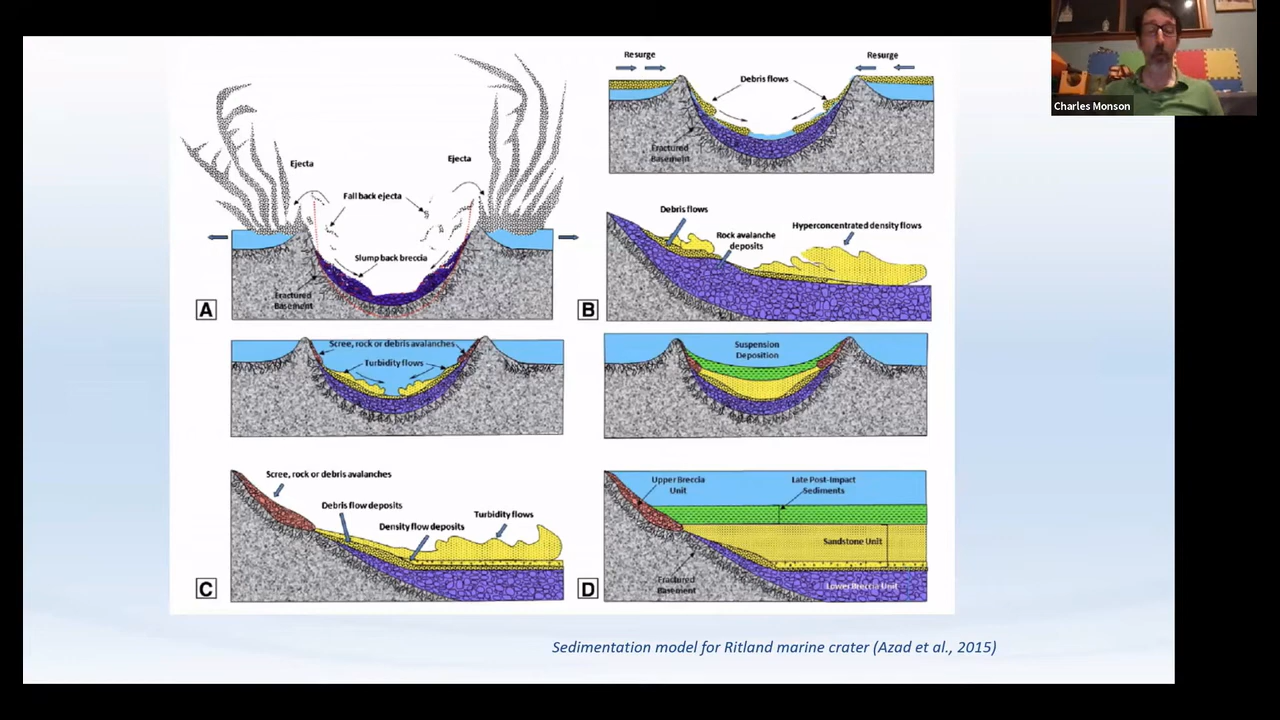 Charles Monson
Ejecta
Ejecta
Fall back ejecta
Slump back breccia
Fractured
Basement
A
Resurge
Resurge
Debris flows
Fractured
Basement
Debris flows
Rock avalanche
deposits
Hyperconcentrated density flows
B
Scree, rock or debris avalanches
Turbidity flows
Scree, rock or debris avalanches
Debris flow deposits
Density flow deposits
Turbidity flows
C
Suspension
Deposition
Upper Breccia
Unit
Late Post-Impact
Sediments
Sandstone Unit
Fractured
Basement
Lower Breccia Unit
D
Sedimentation model for Ritland marine crater (Azad et al., 2015)